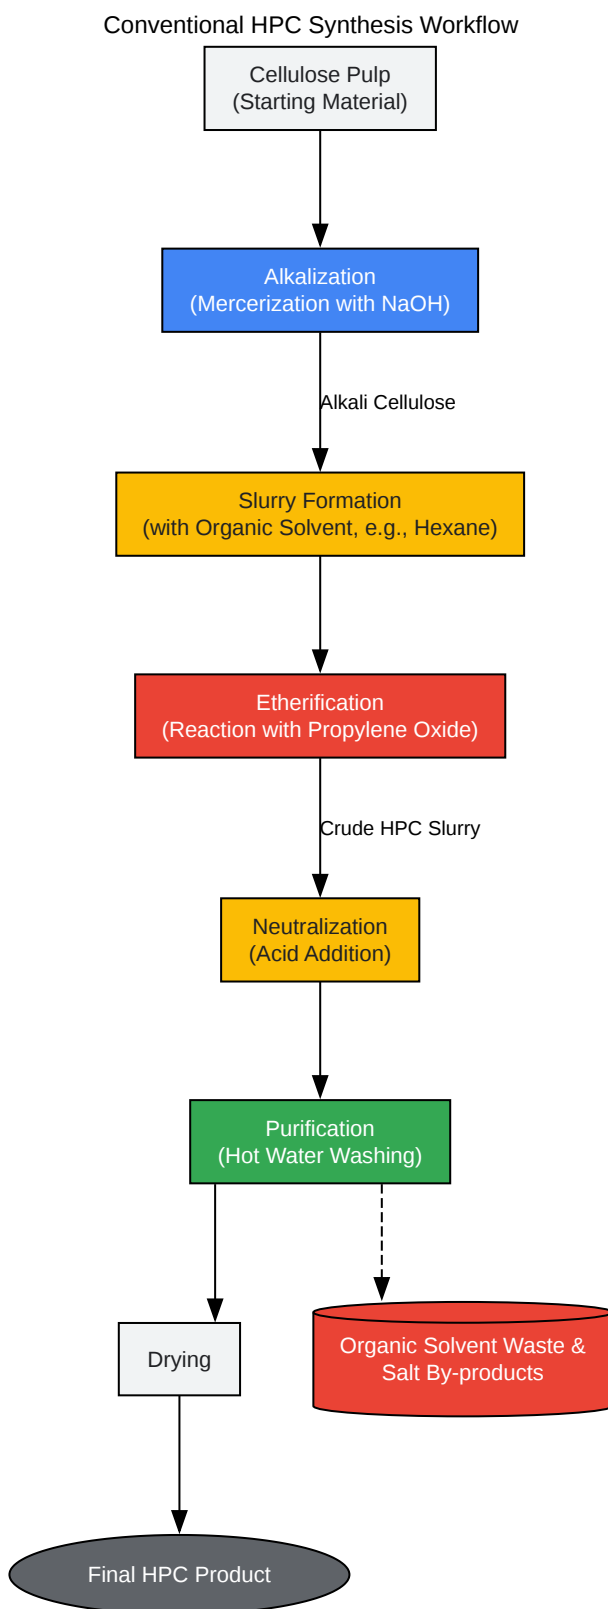 Conventional HPC Synthesis Workflow
Cellulose Pulp
(Starting Material)
Alkalization
(Mercerization with NaOH)
Alkali Cellulose
Slurry Formation
(with Organic Solvent, e.g., Hexane)
Etherification
(Reaction with Propylene Oxide)
Crude HPC Slurry
Neutralization
(Acid Addition)
Purification
(Hot Water Washing)
Drying
Organic Solvent Waste &
Salt By-products
Final HPC Product